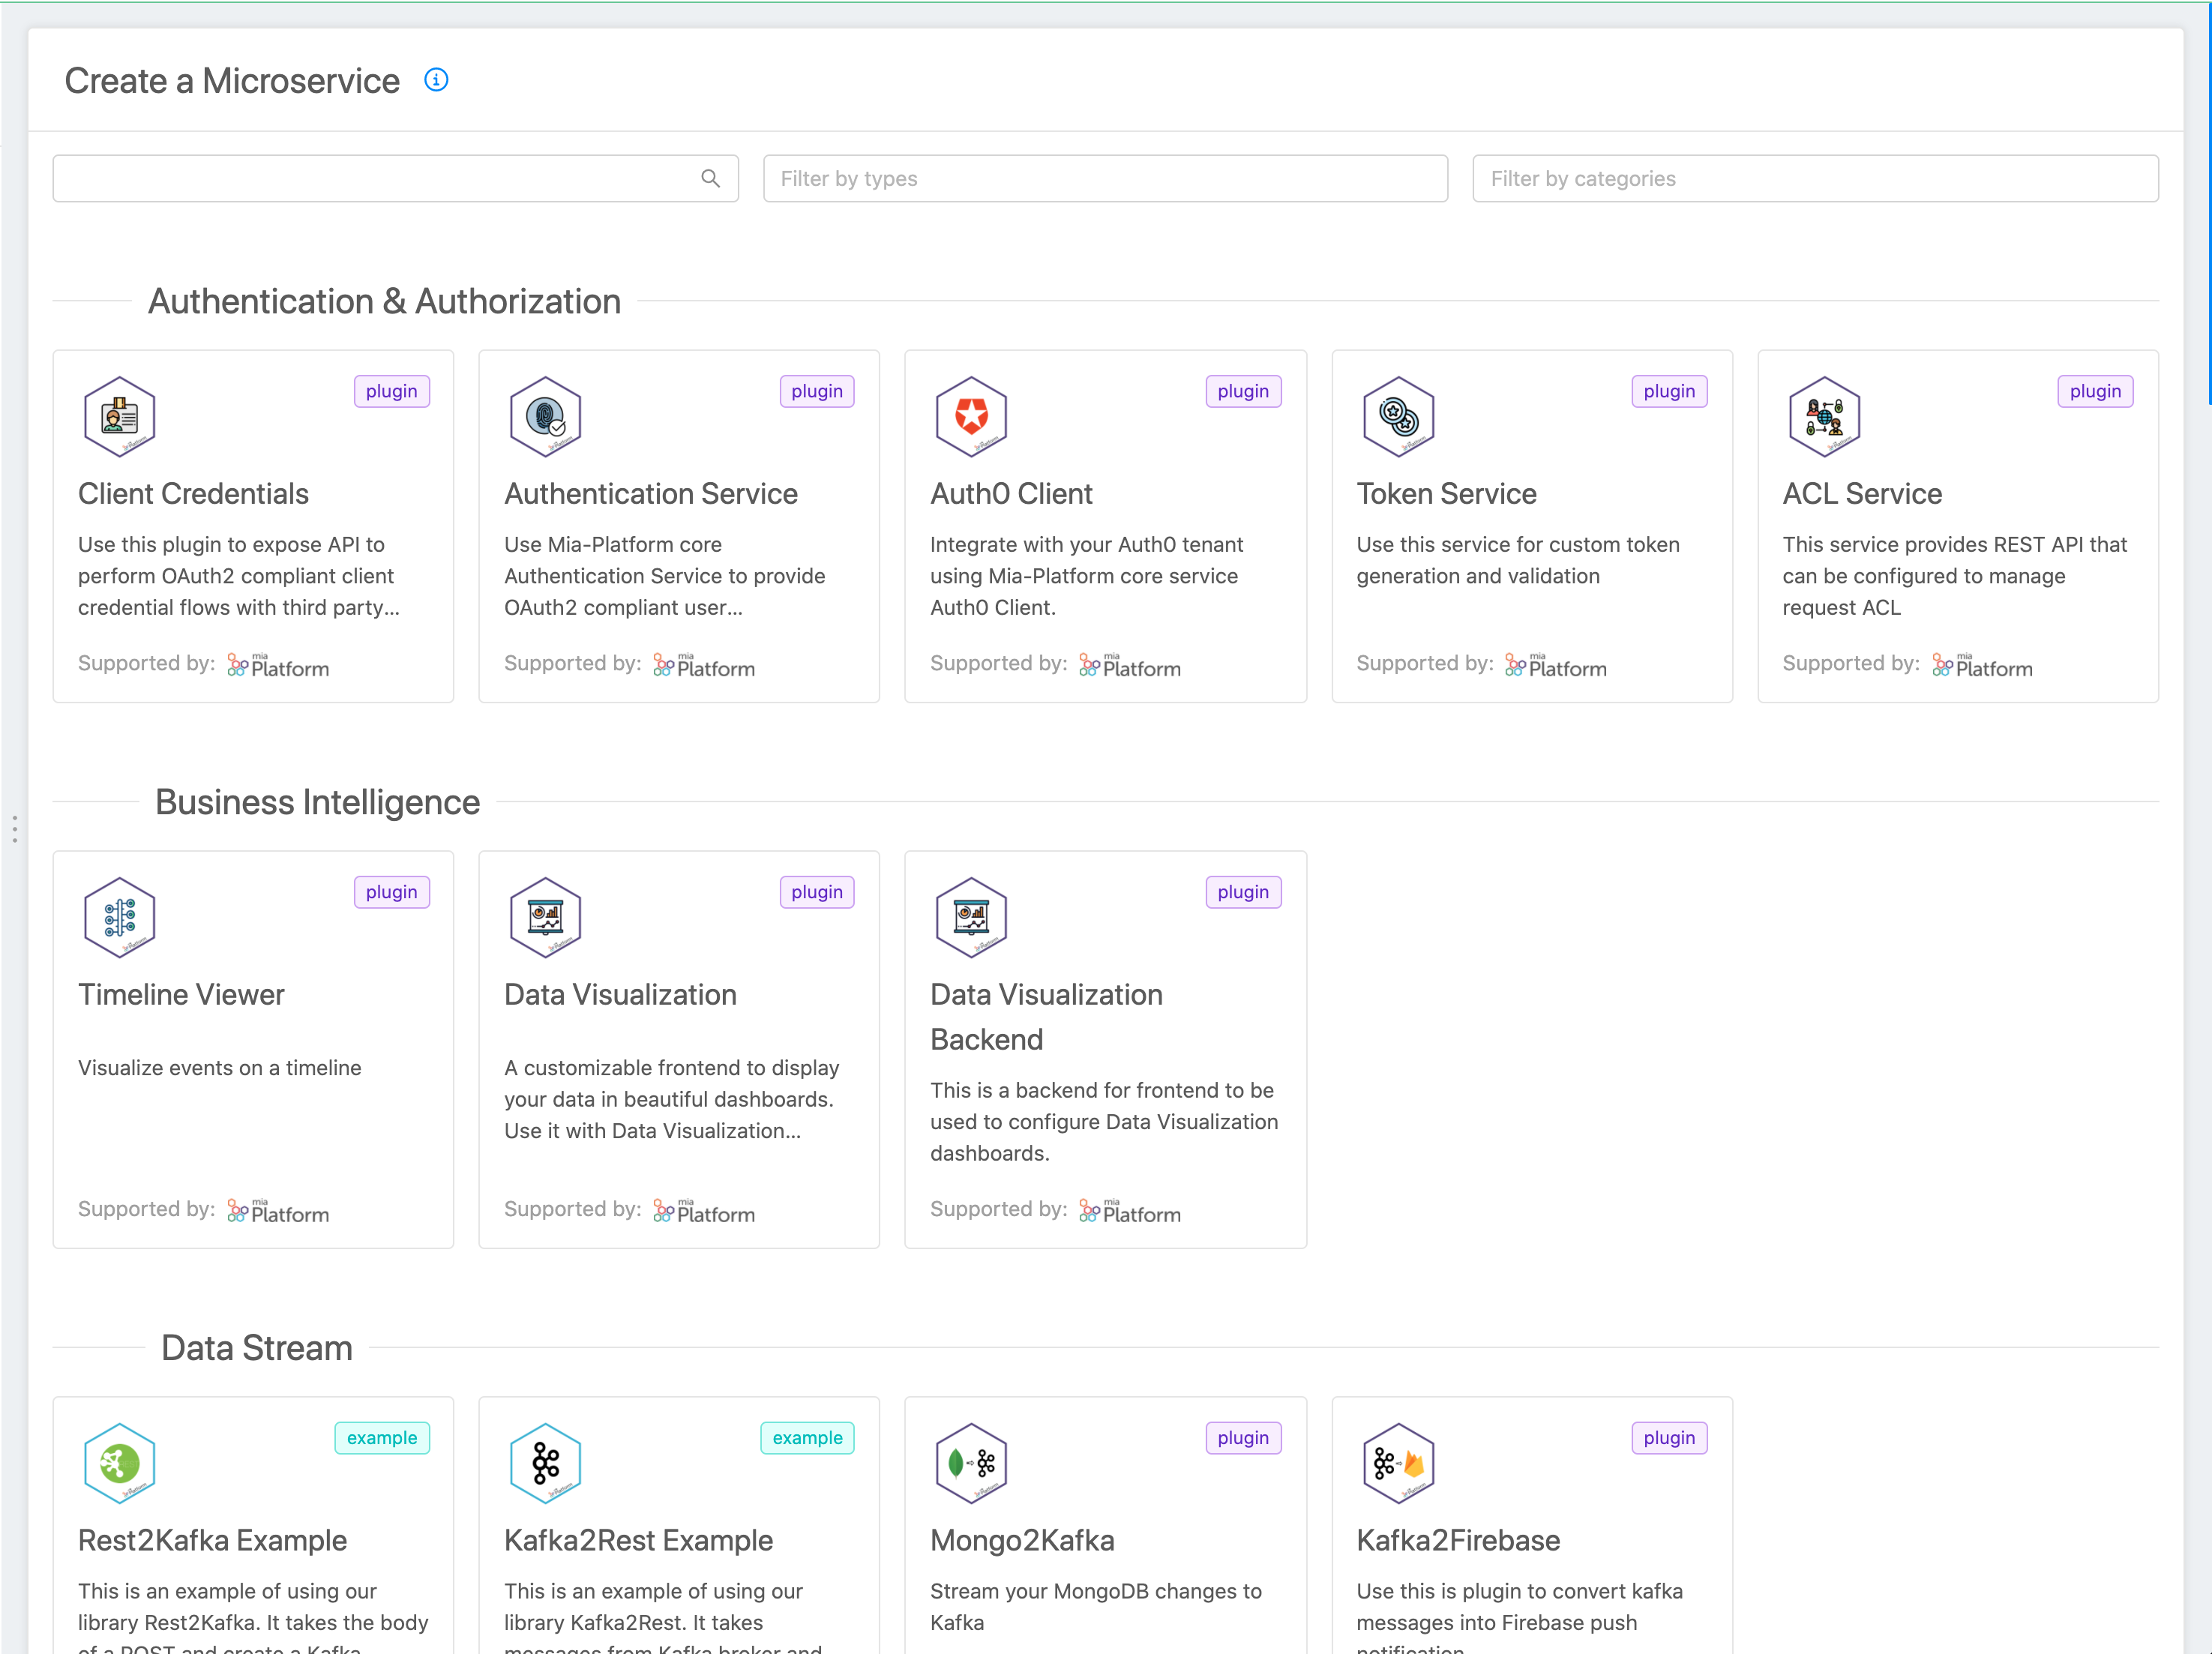 Create a Microservice
Filter by types
Filter by categories
Authentication & Authorization
plugin
Client Credentials
Use this plugin to expose API to
perform OAuth2 compliant client
credential flows with third party...
Supported by: mia Platform
plugin
Authentication Service
Use Mia-Platform core
Authentication Service to provide
OAuth2 compliant user...
Supported by: mia Platform
plugin
Auth0 Client
Integrate with your Auth0 tenant
using Mia-Platform core service
Auth0 Client.
Supported by: mia Platform
plugin
Token Service
Use this service for custom token
generation and validation
Supported by: mia Platform
plugin
ACL Service
This service provides REST API that
can be configured to manage
request ACL
Supported by: mia Platform
Business Intelligence
plugin
Timeline Viewer
Visualize events on a timeline
Supported by: mia Platform
plugin
Data Visualization
A customizable frontend to display
your data in beautiful dashboards.
Use it with Data Visualization...
Supported by: mia Platform
plugin
Data Visualization
Backend
This is a backend for frontend to be
used to configure Data Visualization
dashboards.
Supported by: mia Platform
Data Stream
example
Rest2Kafka Example
This is an example of using our
library Rest2Kafka. It takes the body
of a POST and create a Kafka
example
Kafka2Rest Example
This is an example of using our
library Kafka2Rest. It takes
messages from Kafka broker and
plugin
Mongo2Kafka
Stream your MongoDB changes to
Kafka
plugin
Kafka2Firebase
Use this is plugin to convert kafka
messages into Firebase push
notification